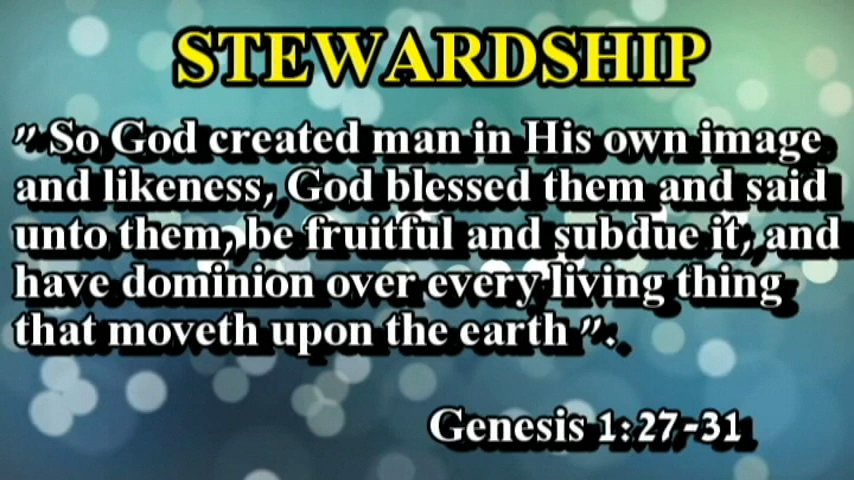 STEWARDSHIP
" So God created man in His own image
and likeness, God blessed them and said
unto them, be fruitful and subdue it, and
have dominion over every living thing
that moveth upon the earth ".
Genesis 1:27-31